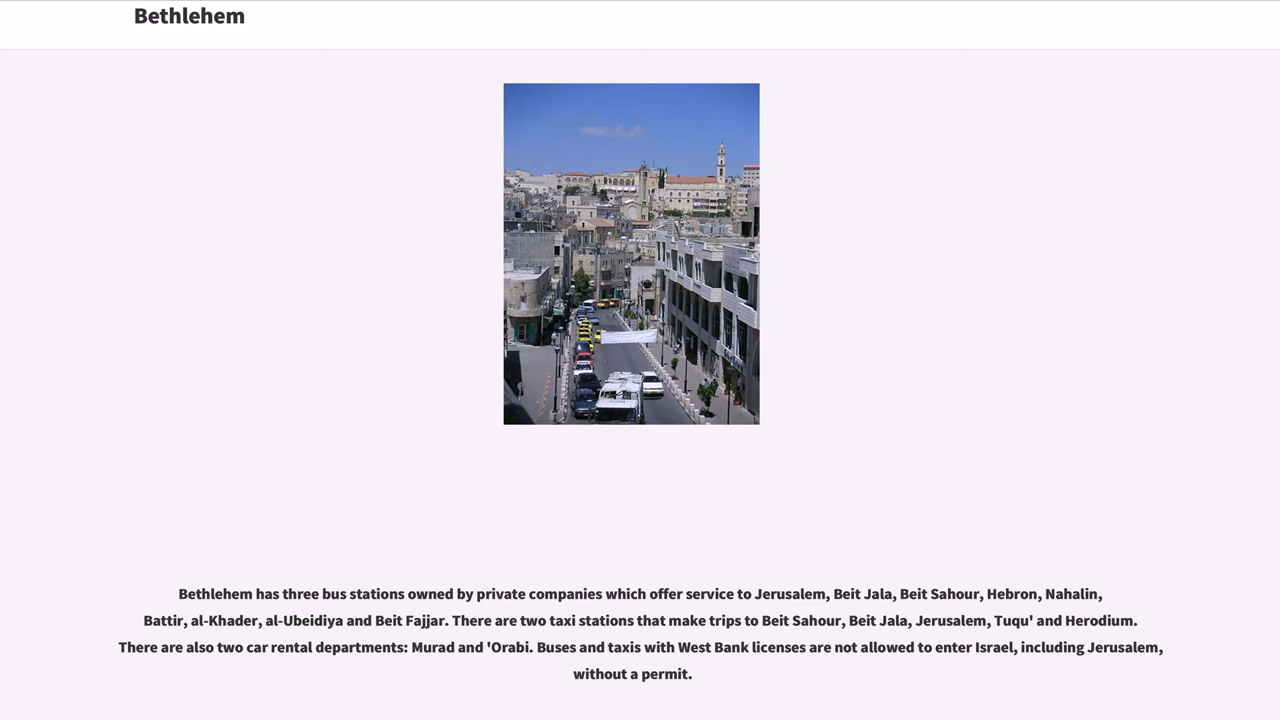 Bethlehem
Bethlehem has three bus stations owned by private companies which offer service to Jerusalem, Beit Jala, Beit Sahour, Hebron, Nahalin,
Battir, al-Khader, al-Ubeidiya and Beit Fajjar. There are two taxi stations that make trips to Beit Sahour, Beit Jala, Jerusalem, Tuqu' and Herodium.
There are also two car rental departments: Murad and 'Orabi. Buses and taxis with West Bank licenses are not allowed to enter Israel, including Jerusalem,
without a permit.